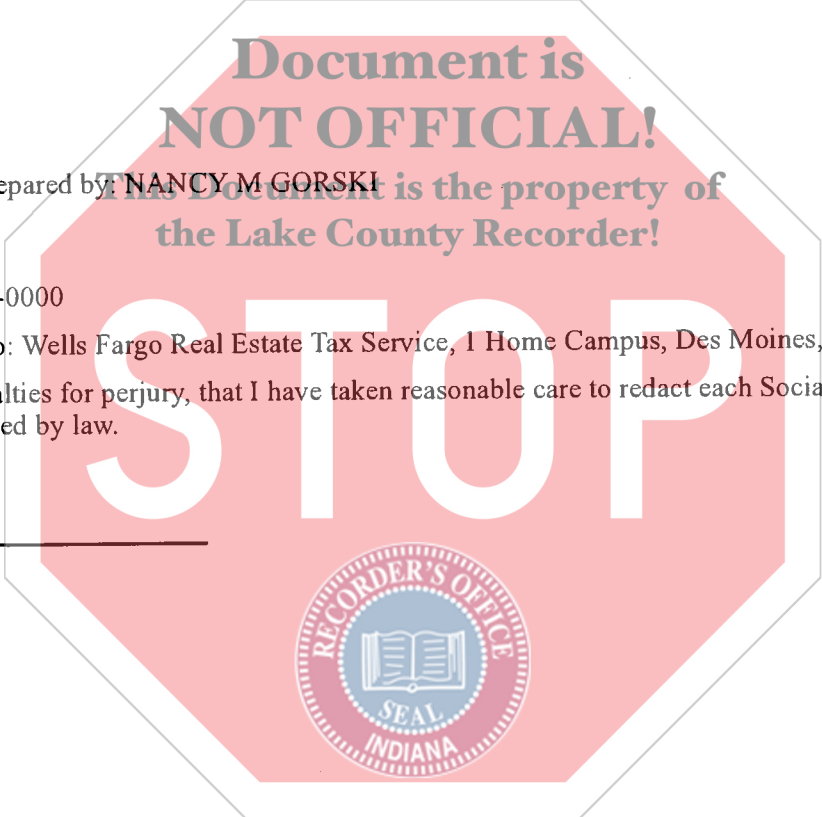 Document is
NOT OFFICIAL!
epared by: NANCY M GORSKI
This Document is the property of
the Lake County Recorder!
-0000
o: Wells Fargo Real Estate Tax Service, 1 Home Campus, Des Moines,
alties for perjury, that I have taken reasonable care to redact each Socia
ed by law.
STOP
RECORDER'S OFFICE
SEAL
INDIANA